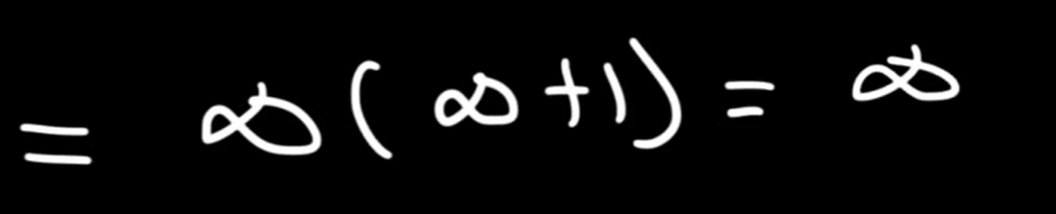 = ∞(∞+1) = ∞